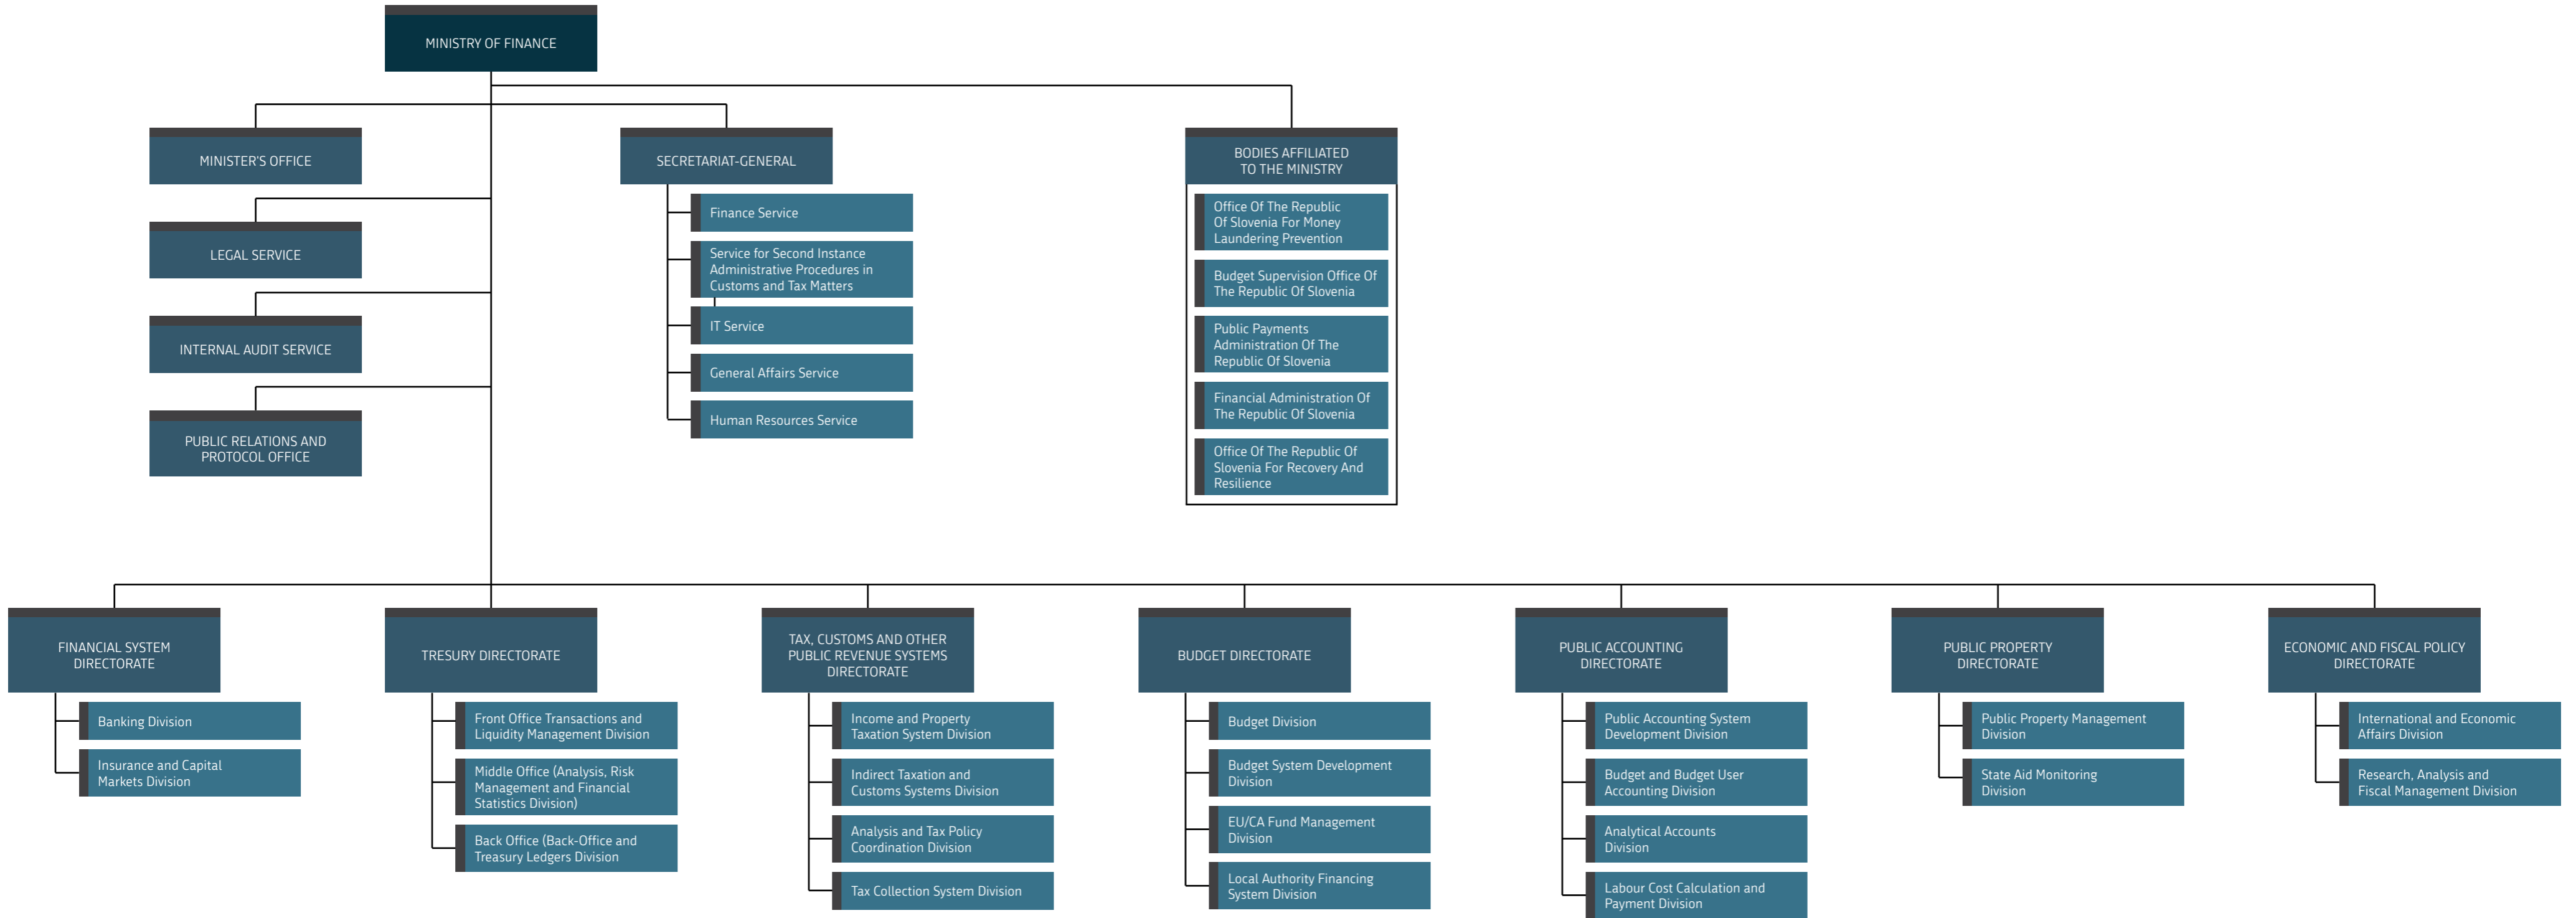 MINISTRY OF FINANCE
MINISTER'S OFFICE
LEGAL SERVICE
INTERNAL AUDIT SERVICE
PUBLIC RELATIONS AND
PROTOCOL OFFICE
SECRETARIAT-GENERAL
Finance Service
Service for Second Instance
Administrative Procedures in
Customs and Tax Matters
IT Service
General Affairs Service
Human Resources Service
BODIES AFFILIATED
TO THE MINISTRY
Office Of The Republic
Of Slovenia For Money
Laundering Prevention
Budget Supervision Office Of
The Republic Of Slovenia
Public Payments
Administration Of The
Republic Of Slovenia
Financial Administration Of
The Republic Of Slovenia
Office Of The Republic Of
Slovenia For Recovery And
Resilience
FINANCIAL SYSTEM
DIRECTORATE
Banking Division
Insurance and Capital
Markets Division
TRESURY DIRECTORATE
Front Office Transactions and
Liquidity Management Division
Middle Office (Analysis, Risk
Management and Financial
Statistics Division)
Back Office (Back-Office and
Treasury Ledgers Division
TAX, CUSTOMS AND OTHER
PUBLIC REVENUE SYSTEMS
DIRECTORATE
Income and Property
Taxation System Division
Indirect Taxation and
Customs Systems Division
Analysis and Tax Policy
Coordination Division
Tax Collection System Division
BUDGET DIRECTORATE
Budget Division
Budget System Development
Division
EU/CA Fund Management
Division
Local Authority Financing
System Division
PUBLIC ACCOUNTING
DIRECTORATE
Public Accounting System
Development Division
Budget and Budget User
Accounting Division
Analytical Accounts
Division
Labour Cost Calculation and
Payment Division
PUBLIC PROPERTY
DIRECTORATE
Public Property Management
Division
State Aid Monitoring
Division
ECONOMIC AND FISCAL POLICY
DIRECTORATE
International and Economic
Affairs Division
Research, Analysis and
Fiscal Management Division